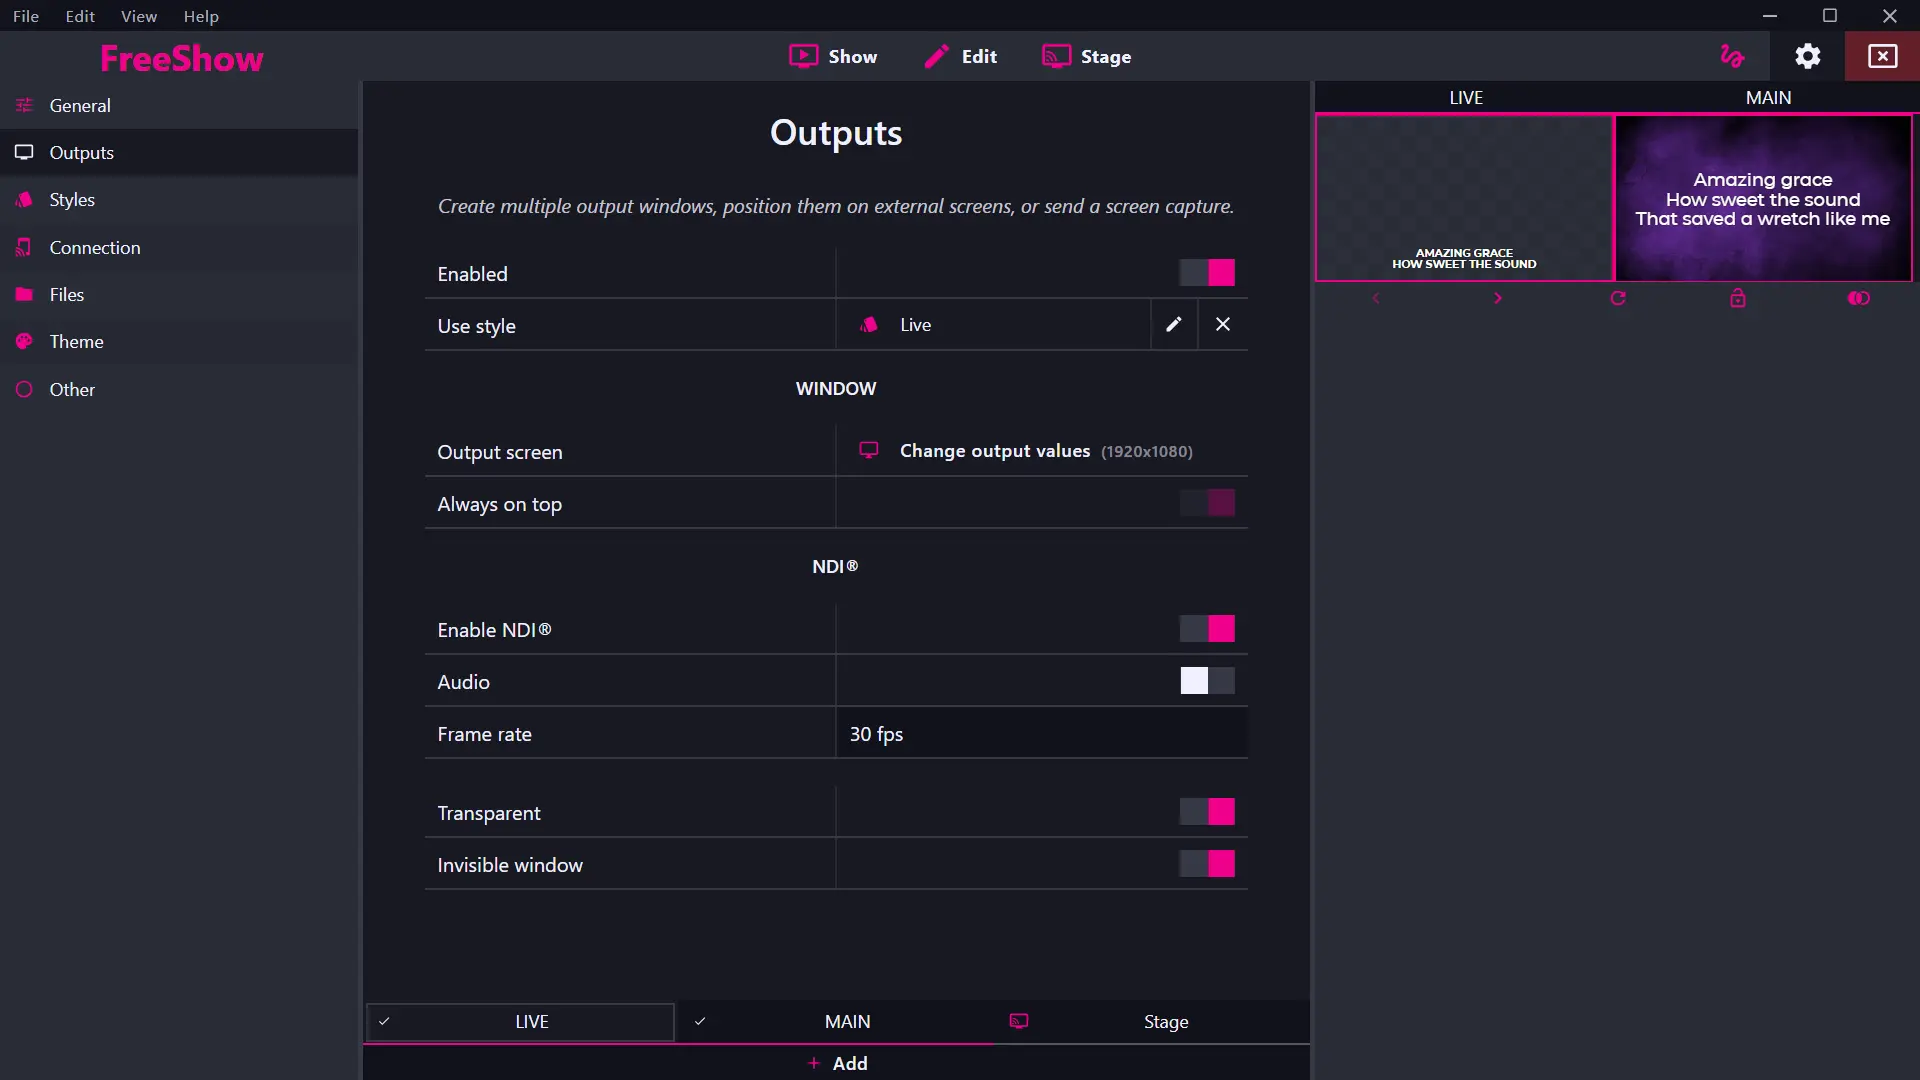 File Edit View Help
FreeShow
Show Edit Stage
General
Outputs
Styles
Connection
Files
Theme
Other
Outputs
Create multiple output windows, position them on external screens, or send a screen capture.
Enabled
Use style Live
WINDOW
Output screen Change output values (1920x1080)
Always on top
NDI®
Enable NDI®
Audio
Frame rate 30 fps
Transparent
Invisible window
LIVE MAIN Stage
+ Add
LIVE MAIN
AMAZING GRACE
HOW SWEET THE SOUND
Amazing grace
How sweet the sound
That saved a wretch like me